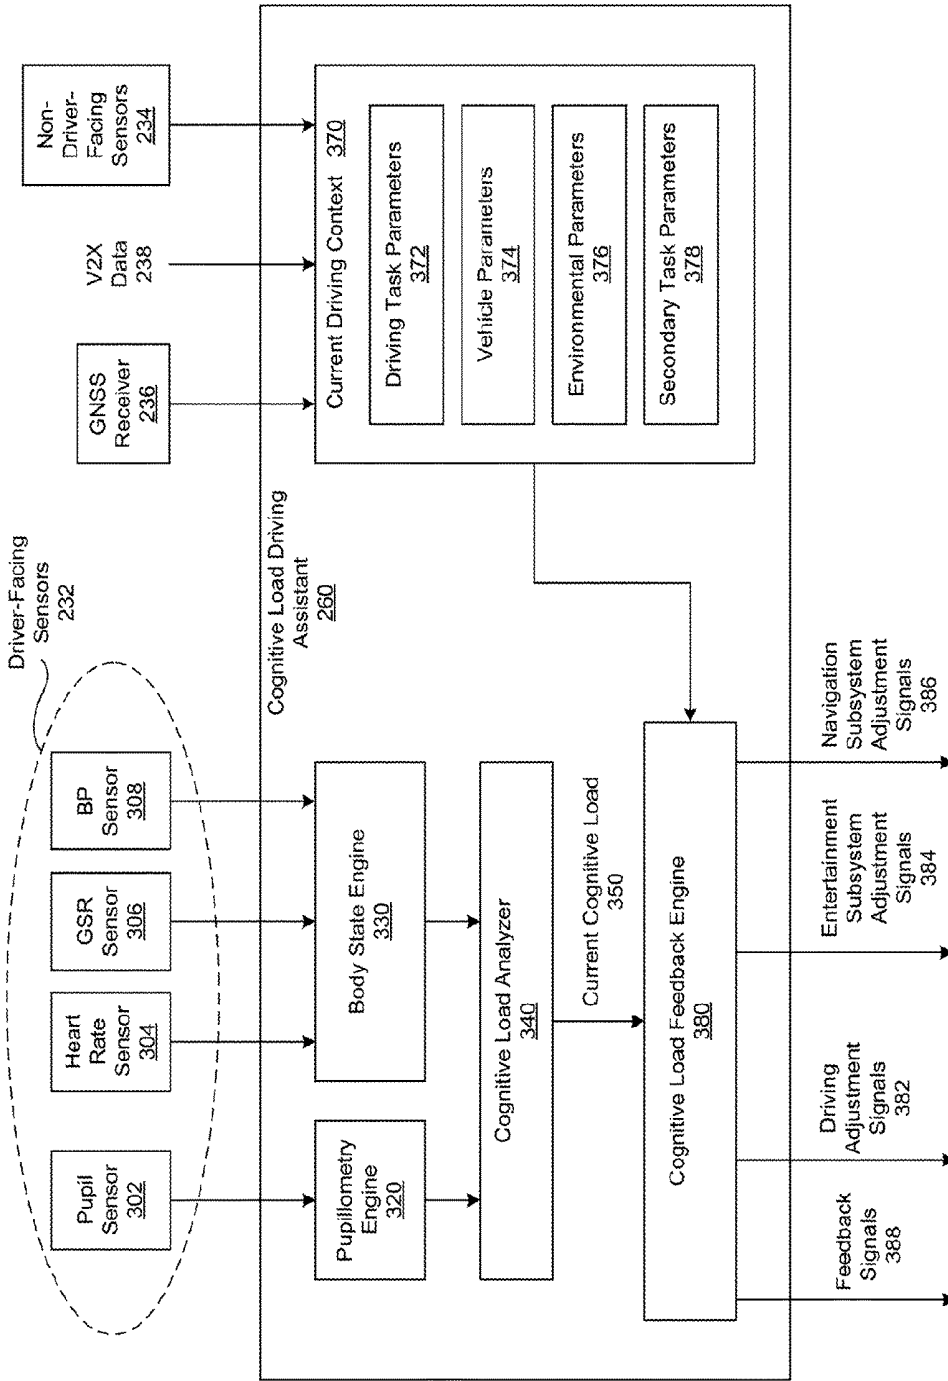 Driver-Facing
Sensors
232
Pupil
Sensor
302
Heart
Rate
Sensor
304
GSR
Sensor
306
BP
Sensor
308
GNSS
Receiver
236
V2X
Data
238
Non-
Driver-
Facing
Sensors
234
Cognitive Load Driving
Assistant
260
Pupillometry
Engine
320
Body State Engine
330
Cognitive Load Analyzer
340
Current Cognitive Load
350
Current Driving Context 370
Driving Task Parameters
372
Vehicle Parameters
374
Environmental Parameters
376
Secondary Task Parameters
378
Cognitive Load Feedback Engine
380
Feedback
Signals
388
Driving
Adjustment
Signals
382
Entertainment
Subsystem
Adjustment
Signals
384
Navigation
Subsystem
Adjustment
Signals
386